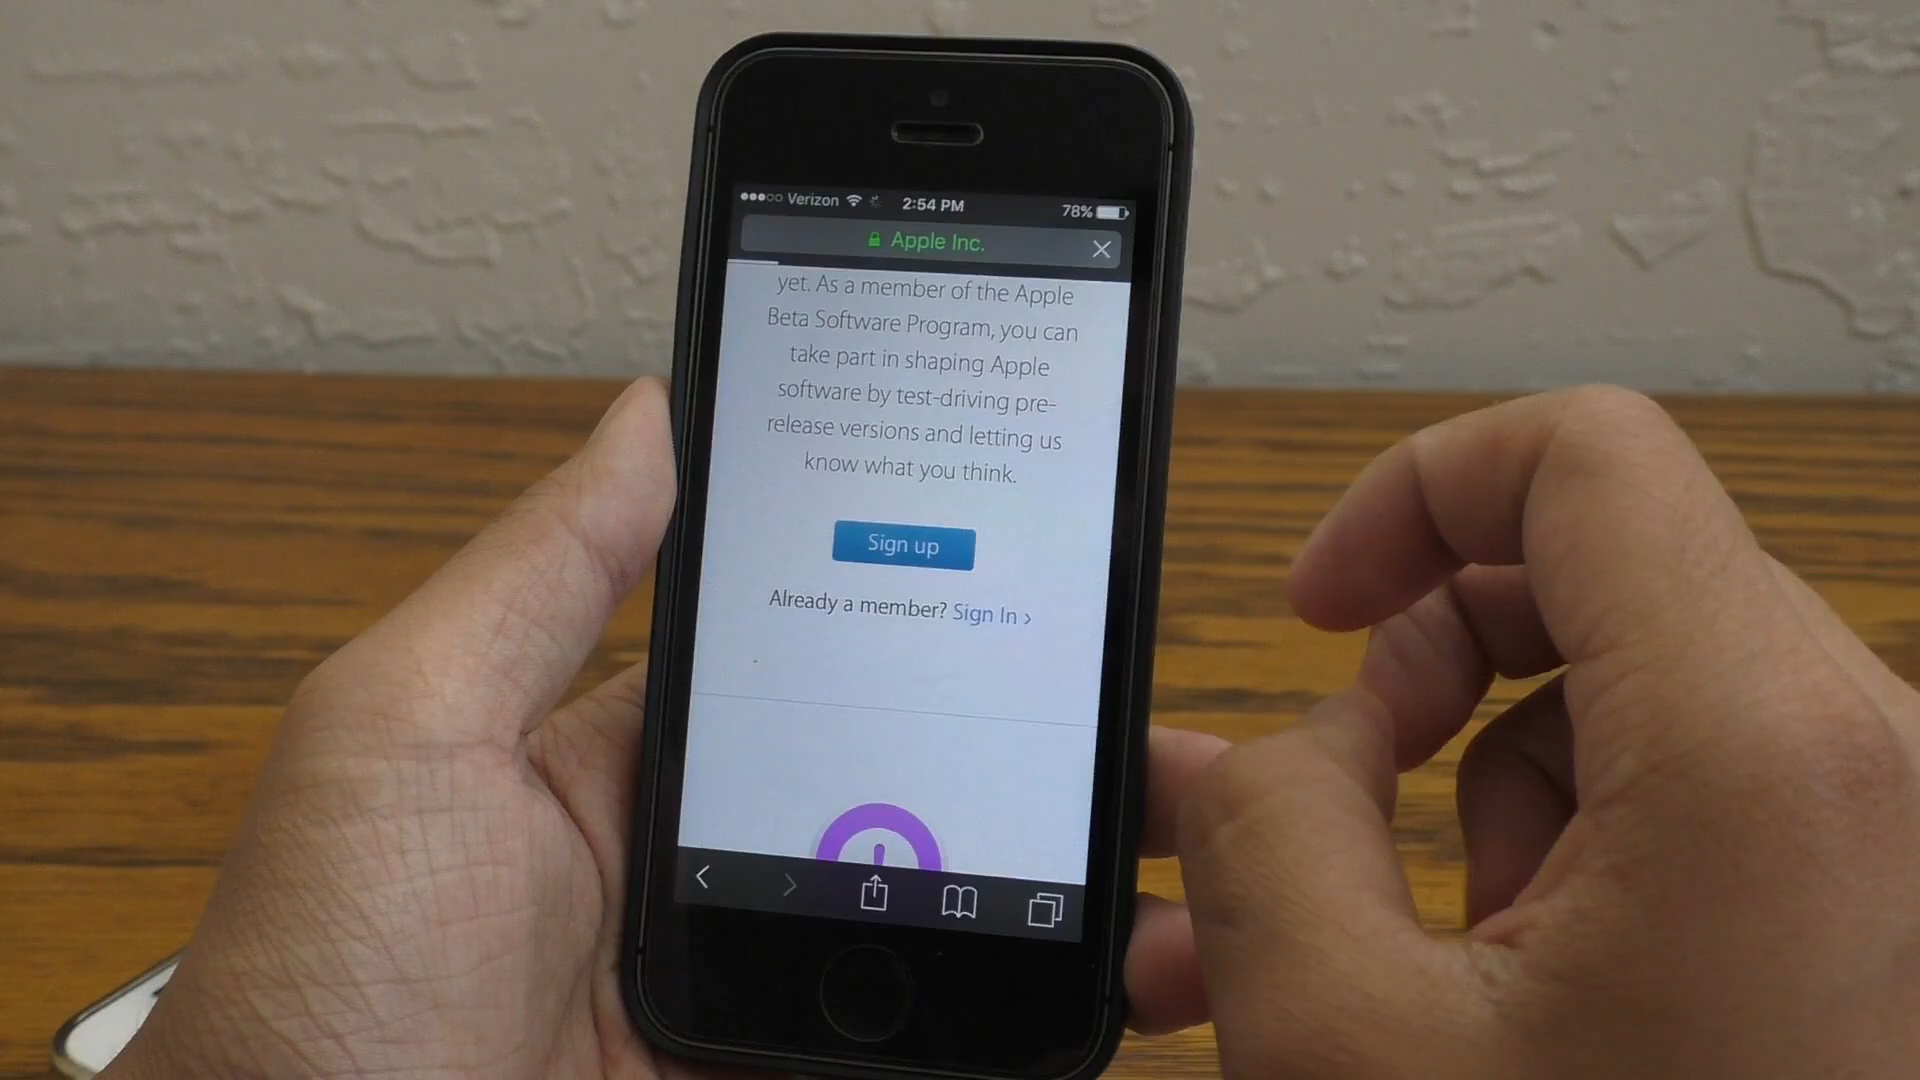 Verizon 2:54 PM 78%
Apple Inc.
yet. As a member of the Apple
Beta Software Program, you can
take part in shaping Apple
software by test-driving pre-
release versions and letting us
know what you think.
Sign up
Already a member? Sign In >